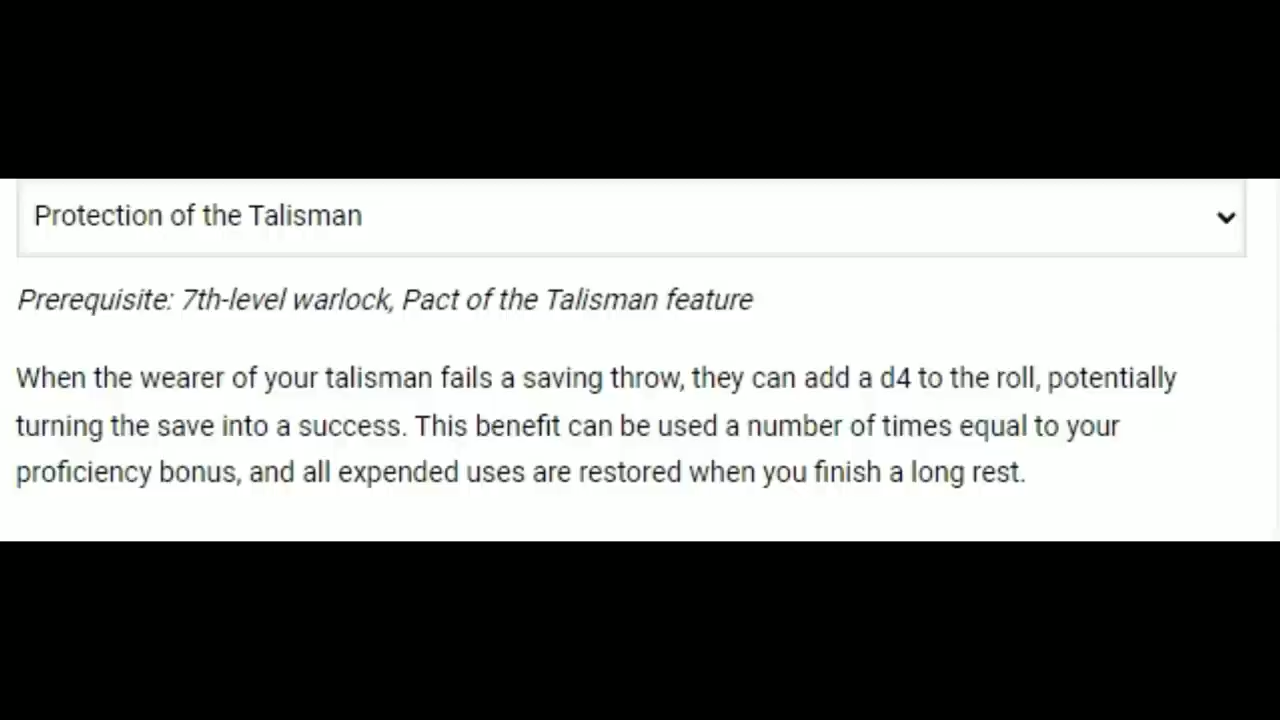 Protection of the Talisman
Prerequisite: 7th-level warlock, Pact of the Talisman feature
When the wearer of your talisman fails a saving throw, they can add a d4 to the roll, potentially
turning the save into a success. This benefit can be used a number of times equal to your
proficiency bonus, and all expended uses are restored when you finish a long rest.